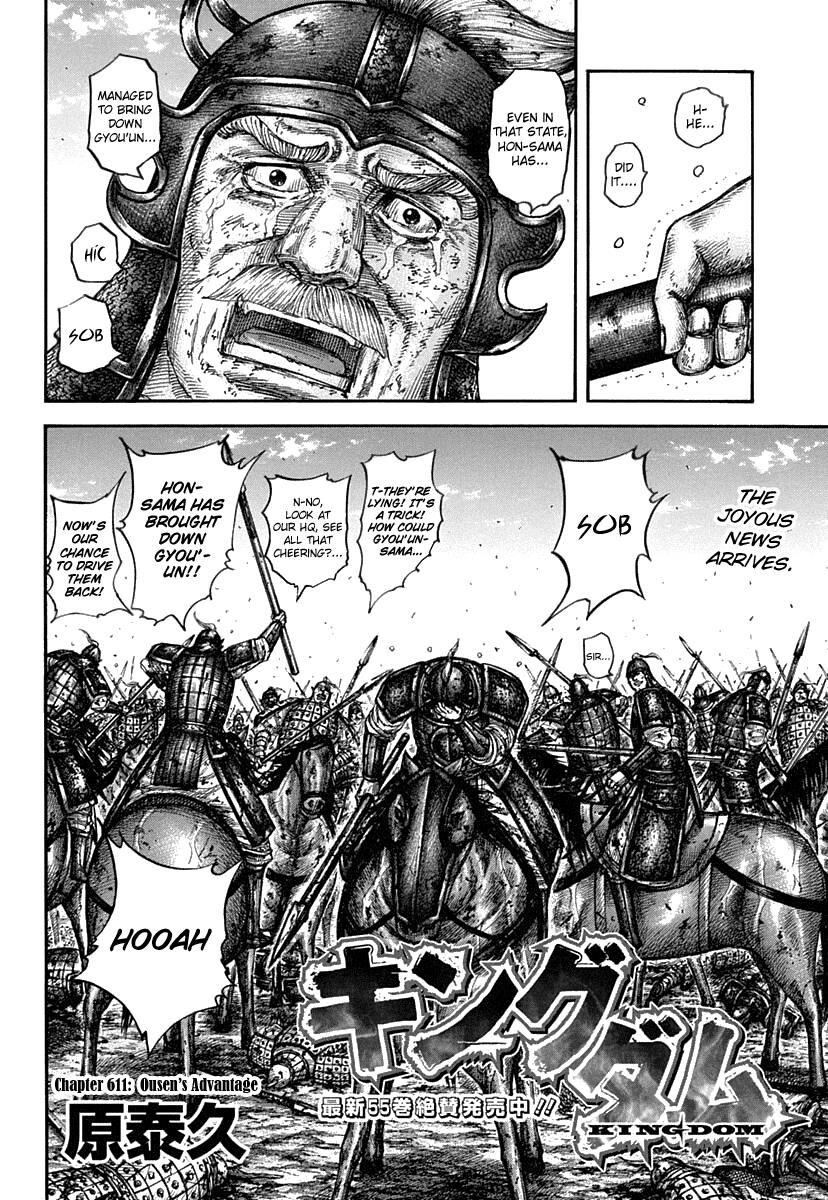 H-
HE...
DID
IT....
EVEN IN
THAT STATE,
HON-SAMA
HAS...
MANAGED
TO BRING
DOWN
GYOU'UN...
HIC
SOB
THE
JOYOUS
NEWS
ARRIVES.
SOB
SIR...
T-THEY'RE
LYING! IT'S
A TRICK!
HOW COULD
GYOU'UN-
SAMA...
N-NO,
LOOK AT
OUR HQ, SEE
ALL THAT
CHEERING?...
HON-
SAMA HAS
BROUGHT
DOWN
GYOU'-
UN!!
NOW'S
OUR
CHANCE
TO DRIVE
THEM
BACK!
HOOAH
キングダム
KINGDOM
最新55巻絶賛発売中!!
Chapter 611: Ousen's Advantage
原泰久